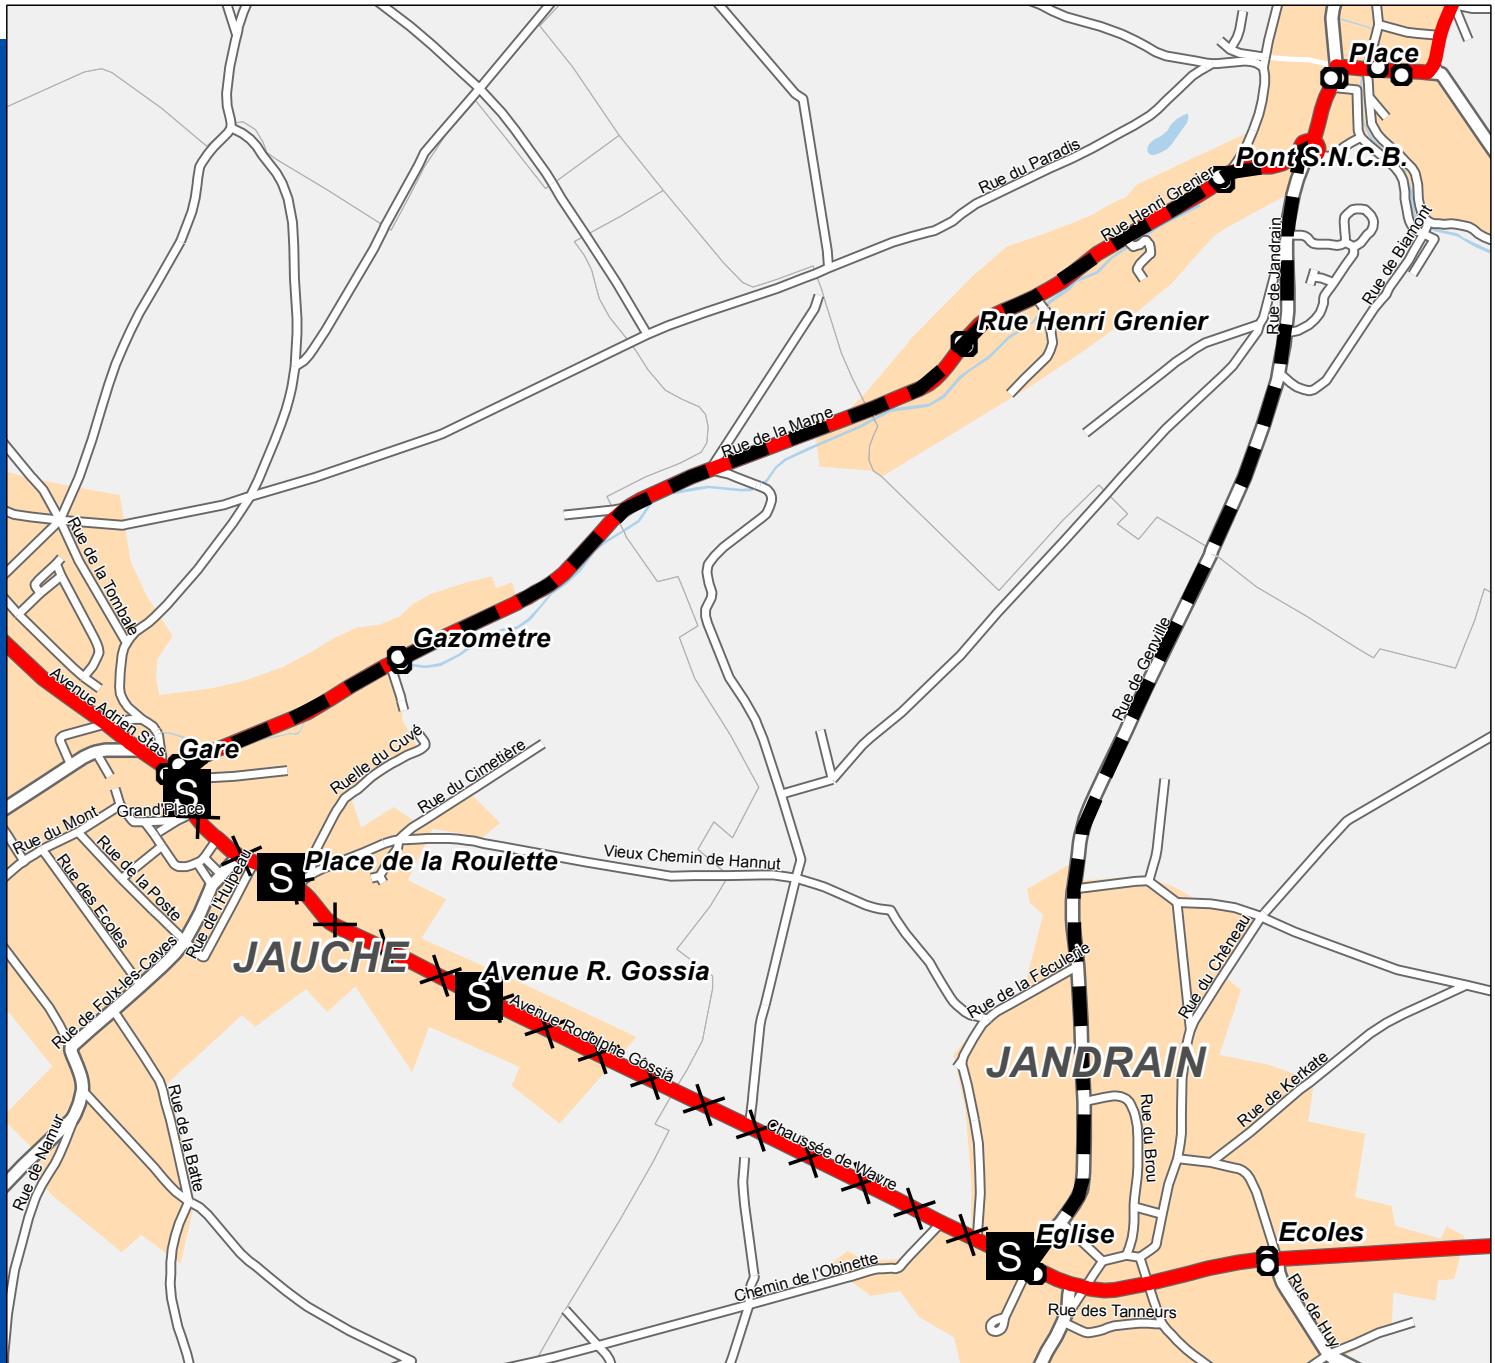 Place
Pont S.N.C.B.
Rue du Paradis
Rue Henri Grenier
Rue de Jandrain
Rue de Biamont
Rue Henri Grenier
Rue de la Marne
Rue de la Tombale
Gazomètre
Rue de Genville
Avenue Adrien Stas
Gare
S
Grand'Place
Ruelle du Cuvé
Rue du Cimetière
Rue du Mont
Rue de la Poste
Rue des Ecoles
Rue de l'Hulpeau
S
Place de la Roulette
Vieux Chemin de Hannut
JAUCHE
Rue de Folx-les-Caves
S
Avenue R. Gossia
Avenue Rodolphe Gossia
Rue de la Féculerie
Rue du Chêneau
JANDRAIN
Rue de Kerkate
Rue du Brou
Rue de Namur
Rue de la Batte
Chaussée de Wavre
S
Eglise
Ecoles
Chemin de l'Obinette
Rue des Tanneurs
Rue de Huy